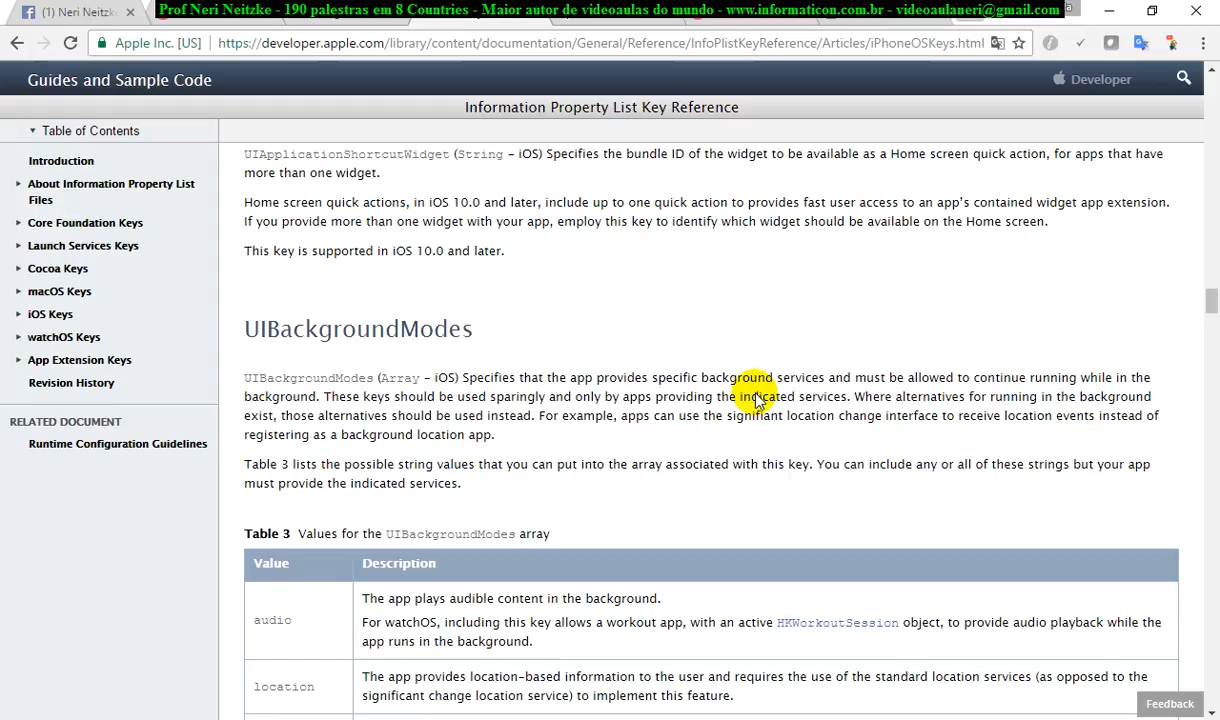 Prof Neri Neitzke - 190 palestras em 8 Countries - Maior autor de videoaulas do mundo - www.informaticon.com.br - videoaulaneri@gmail.com
(1) Neri Neitzke
Apple Inc. [US] https://developer.apple.com/library/content/documentation/General/Reference/InfoPlistKeyReference/Articles/iPhoneOSKeys.html
Guides and Sample Code
Developer
Information Property List Key Reference
Table of Contents
Introduction
About Information Property List
Files
Core Foundation Keys
Launch Services Keys
Cocoa Keys
macOS Keys
iOS Keys
watchOS Keys
App Extension Keys
Revision History
RELATED DOCUMENT
Runtime Configuration Guidelines
UIApplicationShortcutWidget (String – iOS) Specifies the bundle ID of the widget to be available as a Home screen quick action, for apps that have
more than one widget.
Home screen quick actions, in iOS 10.0 and later, include up to one quick action to provides fast user access to an app's contained widget app extension.
If you provide more than one widget with your app, employ this key to identify which widget should be available on the Home screen.
This key is supported in iOS 10.0 and later.
UIBackgroundModes
UIBackgroundModes (Array – iOS) Specifies that the app provides specific background services and must be allowed to continue running while in the
background. These keys should be used sparingly and only by apps providing the indicated services. Where alternatives for running in the background
exist, those alternatives should be used instead. For example, apps can use the signifiant location change interface to receive location events instead of
registering as a background location app.
Table 3 lists the possible string values that you can put into the array associated with this key. You can include any or all of these strings but your app
must provide the indicated services.
Table 3 Values for the UIBackgroundModes array
Value Description
audio
The app plays audible content in the background.
For watchOS, including this key allows a workout app, with an active HKWorkoutSession object, to provide audio playback while the
app runs in the background.
location
The app provides location-based information to the user and requires the use of the standard location services (as opposed to the
significant change location service) to implement this feature.
Feedback